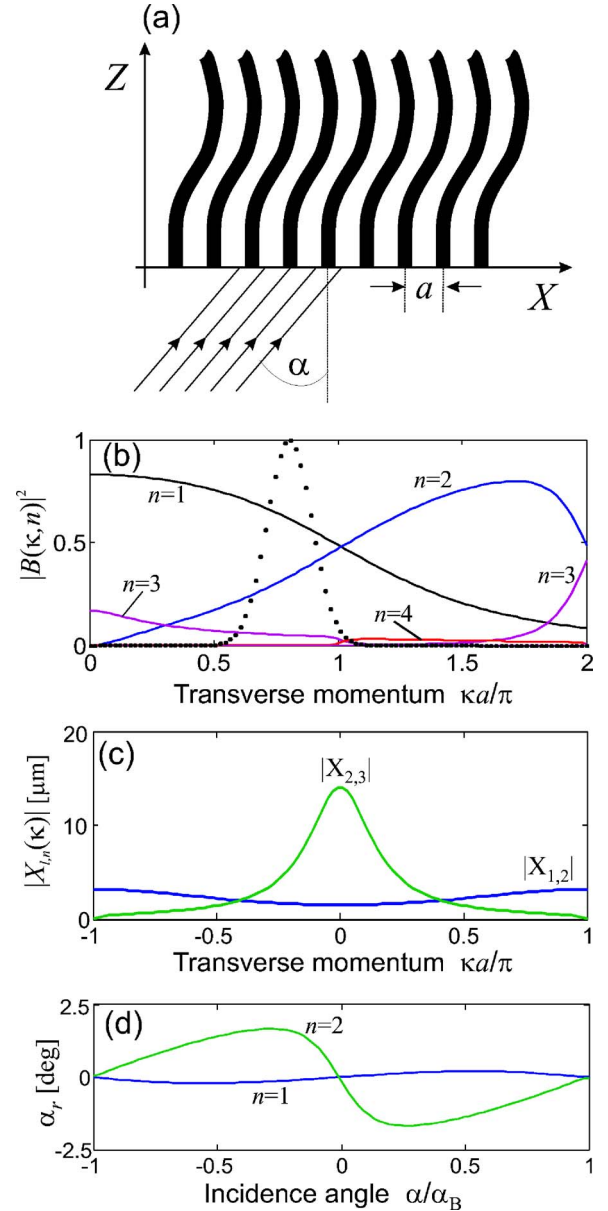 (a)
Z
X
a
α
(b)
|B(κ,n)|²
1
0.5
0
n=1
n=2
n=3
n=3
n=4
0 0.5 1 1.5 2
Transverse momentum κa/π
(c)
|X_{l,n}(κ)| [µm]
20
10
0
|X_{2,3}|
|X_{1,2}|
-1 -0.5 0 0.5 1
Transverse momentum κa/π
(d)
α_r [deg]
2.5
0
-2.5
n=2
n=1
-1 -0.5 0 0.5 1
Incidence angle α/α_B